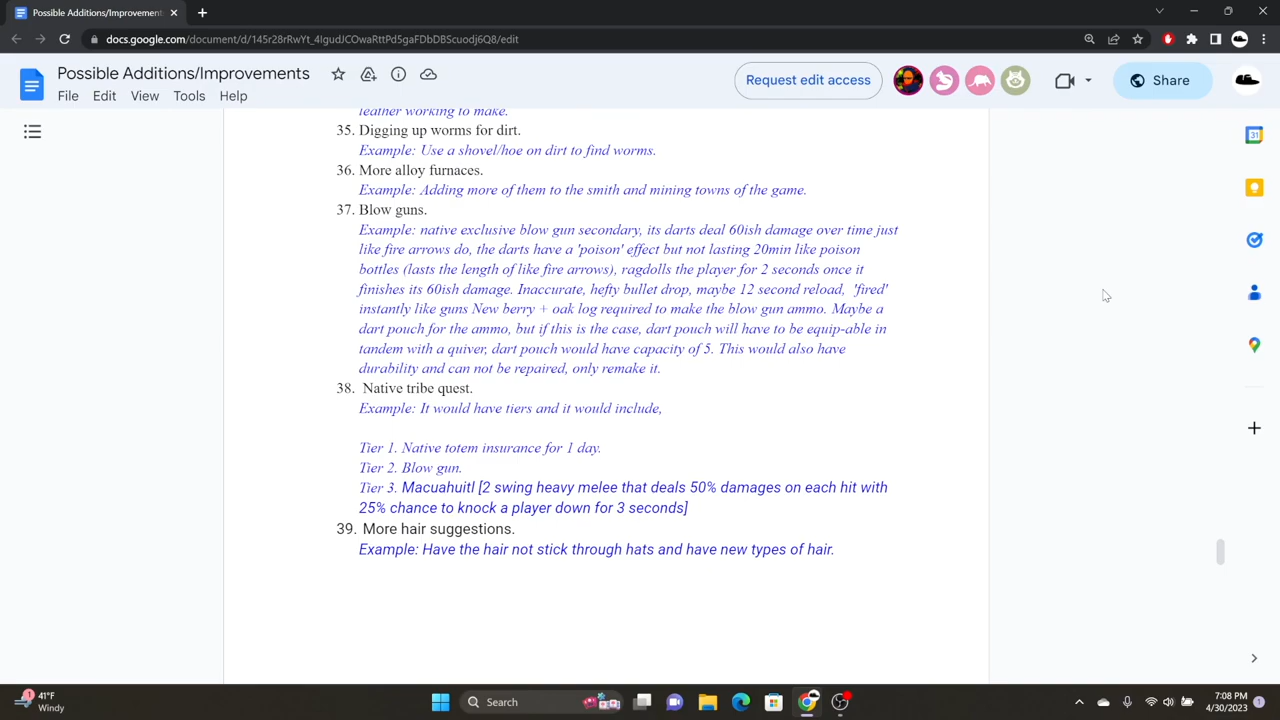 Possible Additions/Improvement
docs.google.com/document/d/145r28rRwYt_4IgudJCOwaRttPd5gaFDbDBScuodj6Q8/edit
Possible Additions/Improvements
Request edit access
Share
File Edit View Tools Help
leather working to make.
35. Digging up worms for dirt.
Example: Use a shovel/hoe on dirt to find worms.
36. More alloy furnaces.
Example: Adding more of them to the smith and mining towns of the game.
37. Blow guns.
Example: native exclusive blow gun secondary, its darts deal 60ish damage over time just
like fire arrows do, the darts have a 'poison' effect but not lasting 20min like poison
bottles (lasts the length of like fire arrows), ragdolls the player for 2 seconds once it
finishes its 60ish damage. Inaccurate, hefty bullet drop, maybe 12 second reload, 'fired'
instantly like guns New berry + oak log required to make the blow gun ammo. Maybe a
dart pouch for the ammo, but if this is the case, dart pouch will have to be equip-able in
tandem with a quiver, dart pouch would have capacity of 5. This would also have
durability and can not be repaired, only remake it.
38. Native tribe quest.
Example: It would have tiers and it would include,
Tier 1. Native totem insurance for 1 day.
Tier 2. Blow gun.
Tier 3. Macuahuitl [2 swing heavy melee that deals 50% damages on each hit with
25% chance to knock a player down for 3 seconds]
39. More hair suggestions.
Example: Have the hair not stick through hats and have new types of hair.
31
1
41°F
Windy
Search
7:08 PM
4/30/2023
1